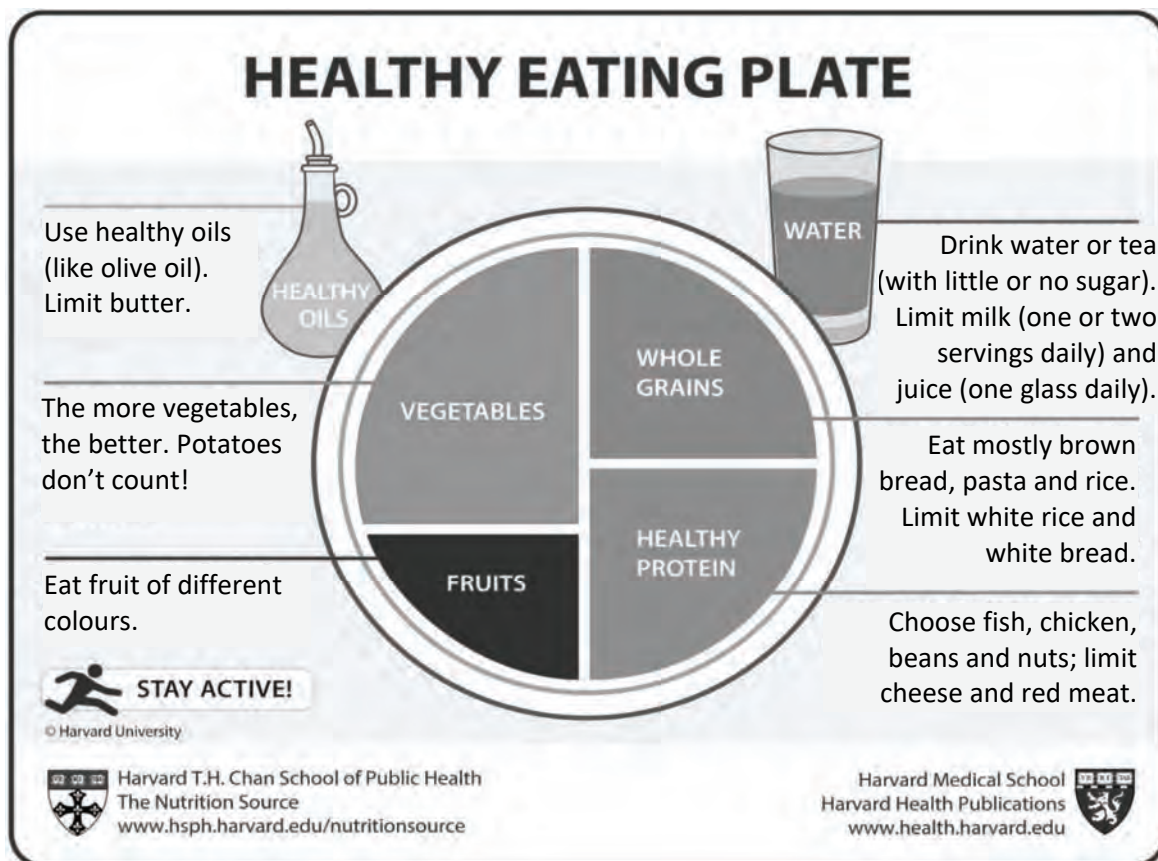 HEALTHY EATING PLATE
Use healthy oils
(like olive oil).
Limit butter.
HEALTHY
OILS
The more vegetables,
the better. Potatoes
don’t count!
Eat fruit of different
colours.
VEGETABLES
FRUITS
WHOLE
GRAINS
HEALTHY
PROTEIN
WATER
Drink water or tea
(with little or no sugar).
Limit milk (one or two
servings daily) and
juice (one glass daily).
Eat mostly brown
bread, pasta and rice.
Limit white rice and
white bread.
Choose fish, chicken,
beans and nuts; limit
cheese and red meat.
STAY ACTIVE!
© Harvard University
Harvard T.H. Chan School of Public Health
The Nutrition Source
www.hsph.harvard.edu/nutritionsource
Harvard Medical School
Harvard Health Publications
www.health.harvard.edu